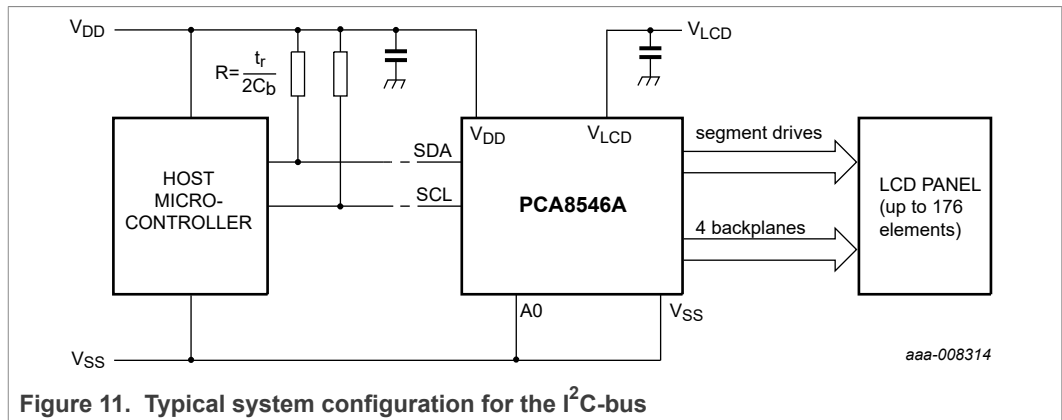 VDD
VLCD
R= tr
2Cb
VDD
VLCD
segment drives
SDA
HOST
MICRO-
CONTROLLER
SCL
PCA8546A
LCD PANEL
(up to 176
elements)
4 backplanes
A0
VSS
VSS
aaa-008314
Figure 11. Typical system configuration for the I2C-bus